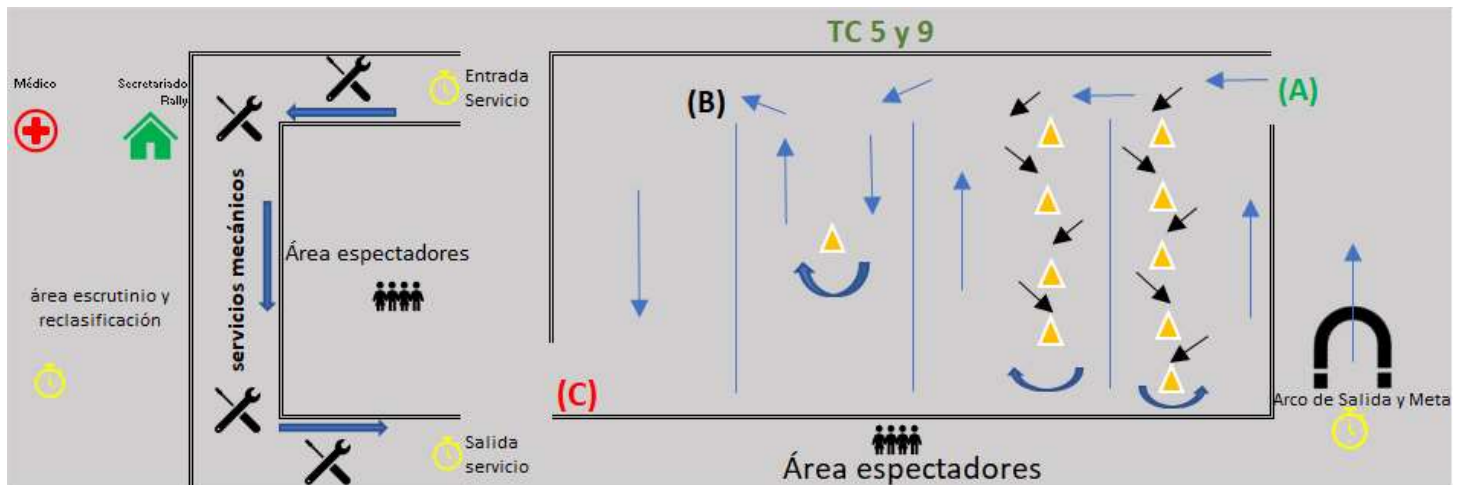 TC 5 y 9
Médico
Secretariado
Rally
Entrada
Servicio
(B)
(A)
servicios mecánicos
Área espectadores
área escrutinio y
reclasificación
(C)
Arco de Salida y Meta
Salida
servicio
Área espectadores